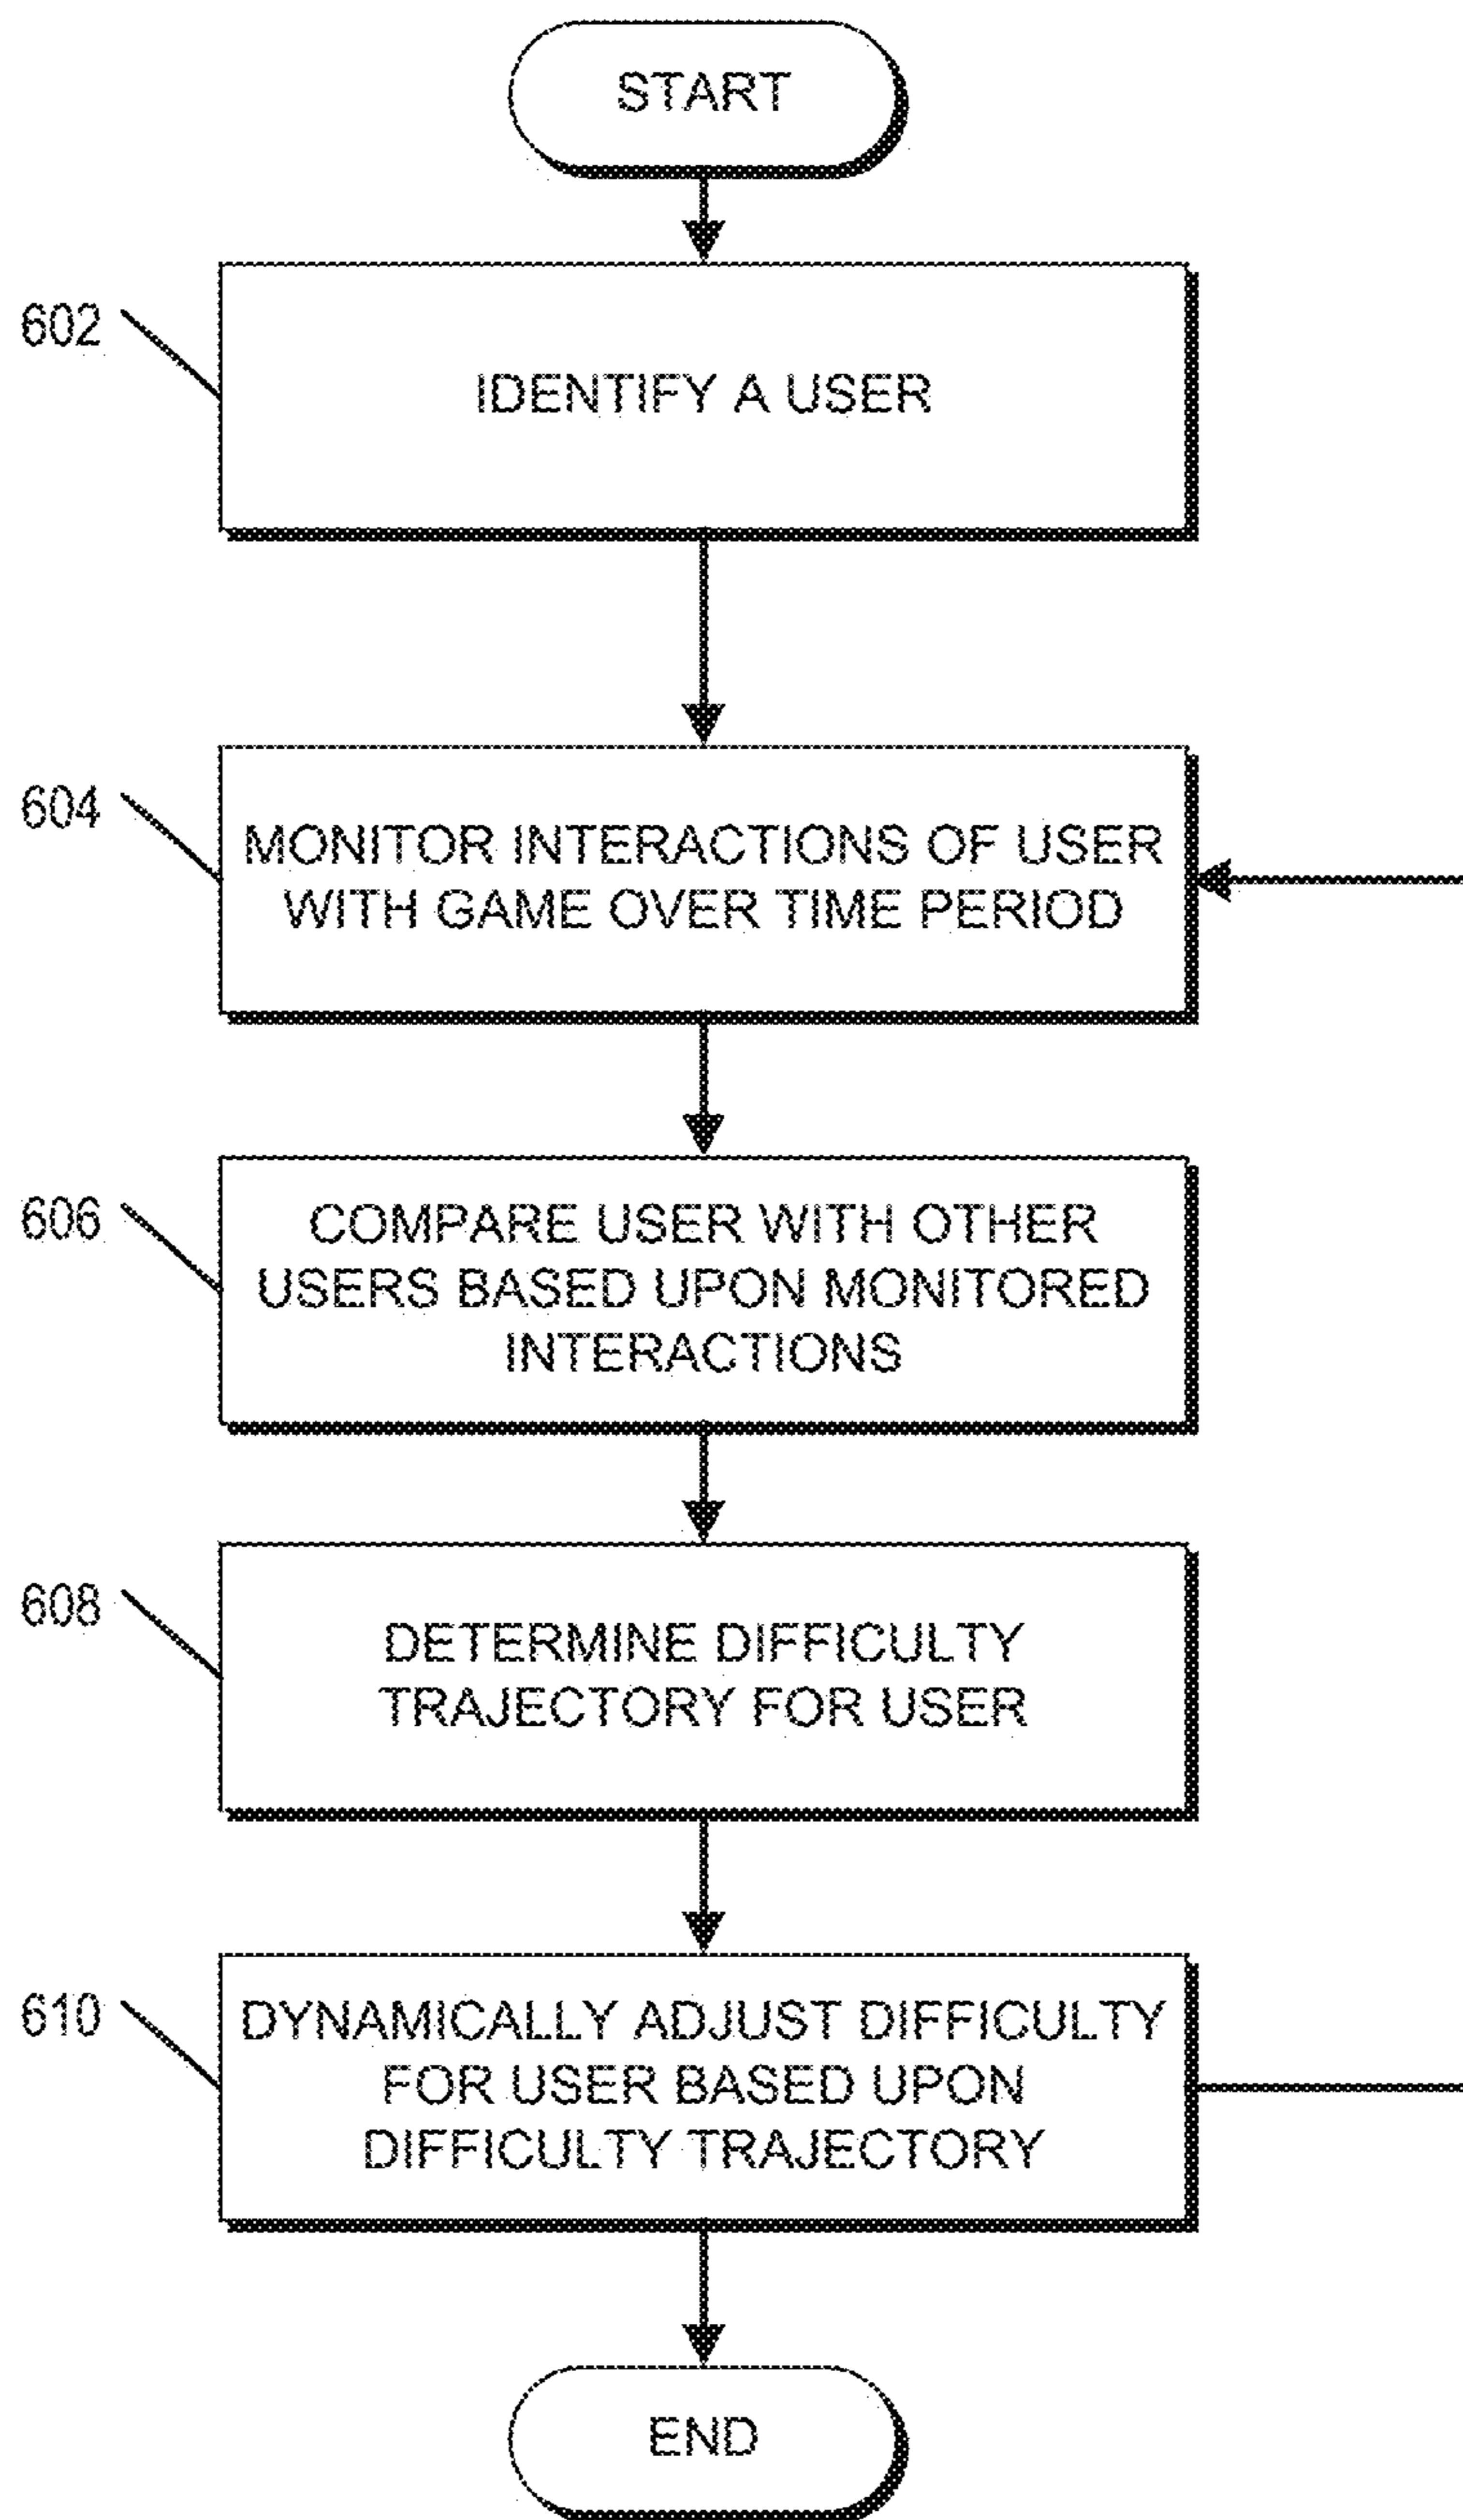 START
602
IDENTIFY A USER
604
MONITOR INTERACTIONS OF USER
WITH GAME OVER TIME PERIOD
606
COMPARE USER WITH OTHER
USERS BASED UPON MONITORED
INTERACTIONS
608
DETERMINE DIFFICULTY
TRAJECTORY FOR USER
610
DYNAMICALLY ADJUST DIFFICULTY
FOR USER BASED UPON
DIFFICULTY TRAJECTORY
END